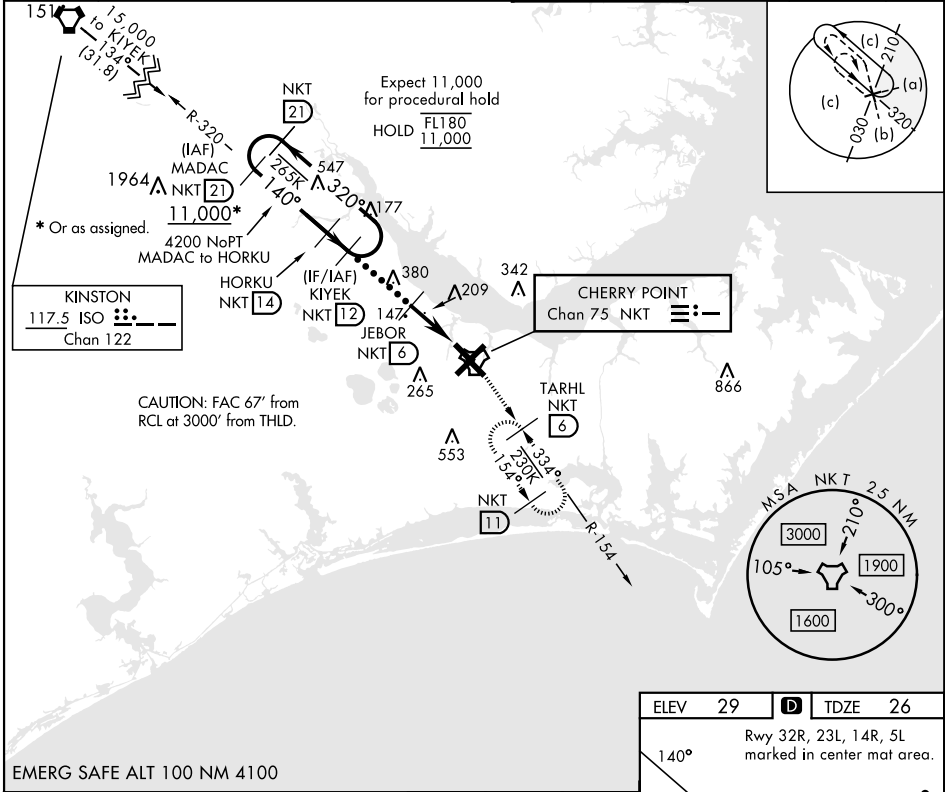 151
15,000
to KIYEK
134°
(31.8)
R-320
(IAF)
MADAC
NKT 21
11,000*
* Or as assigned.
1964
4200 NoPT
MADAC to HORKU
NKT
21
265K
140°
320°
547
177
Expect 11,000
for procedural hold
HOLD FL180
11,000
(c)
210
(a)
(c)
320
(b)
030
HORKU
NKT 14
(IF/IAF)
KIYEK
NKT 12
147
JEBOR
NKT 6
380
209
342
265
866
553
KINSTON
117.5 ISO
Chan 122
CHERRY POINT
Chan 75 NKT
CAUTION: FAC 67' from
RCL at 3000' from THLD.
TARHL
NKT
6
230K
334°
154°
NKT
11
R-154
MSA NKT 25 NM
3000
210°
105°
1900
300°
1600
ELEV 29 D TDZE 26
Rwy 32R, 23L, 14R, 5L
marked in center mat area.
140°
EMERG SAFE ALT 100 NM 4100